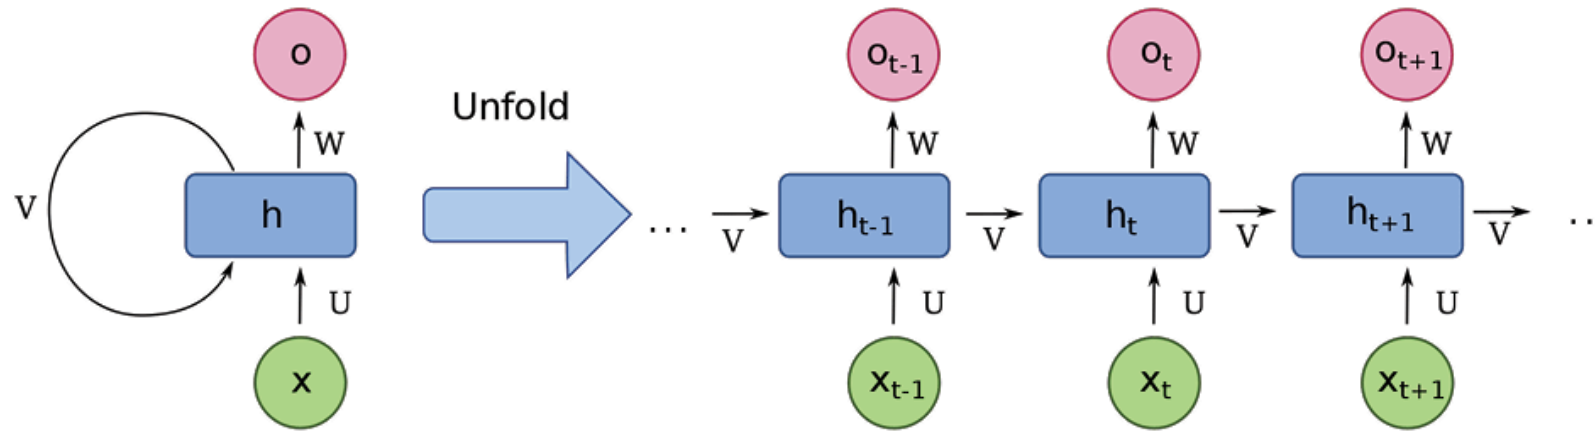 o
o_{t-1}
o_t
o_{t+1}
Unfold
W
W
W
W
V
h
...
V
h_{t-1}
V
h_t
V
h_{t+1}
V
..
U
U
U
U
x
x_{t-1}
x_t
x_{t+1}